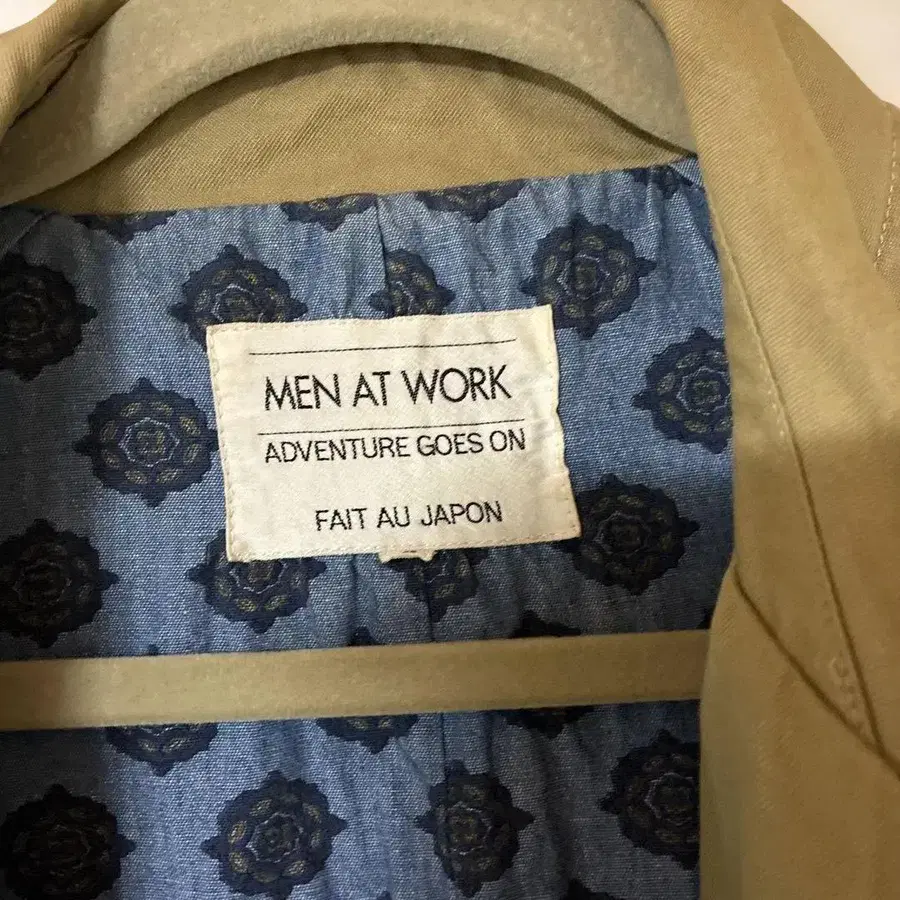 MEN AT WORK
ADVENTURE GOES ON
FAIT AU JAPON